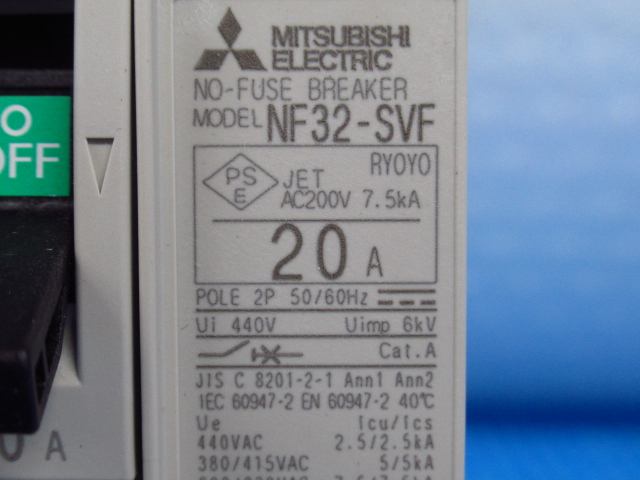 MITSUBISHI
ELECTRIC
NO-FUSE BREAKER
MODEL NF32-SVF
PS
E
JET
RYOYO
AC200V 7.5kA
20 A
POLE 2P 50/60Hz
Ui 440V Uimp 6kV
Cat.A
JIS C 8201-2-1 Ann1 Ann2
IEC 60947-2 EN 60947-2 40℃
Ue Icu/Ics
440VAC 2.5/2.5kA
380/415VAC 5/5kA
O
OFF
0 A